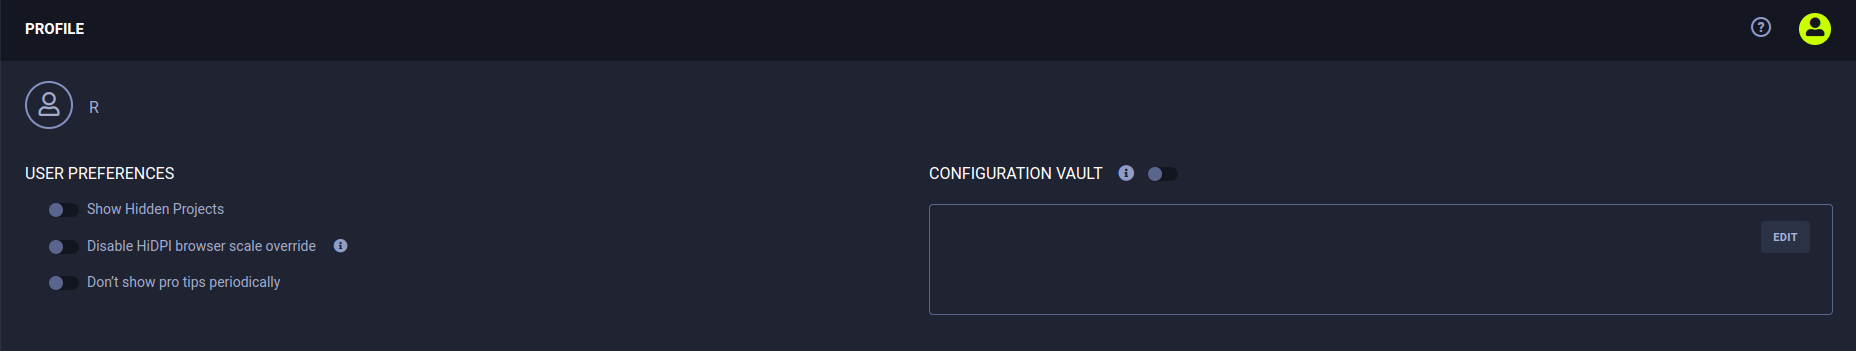 PROFILE
R
USER PREFERENCES
Show Hidden Projects
Disable HiDPI browser scale override
Don't show pro tips periodically
CONFIGURATION VAULT
EDIT